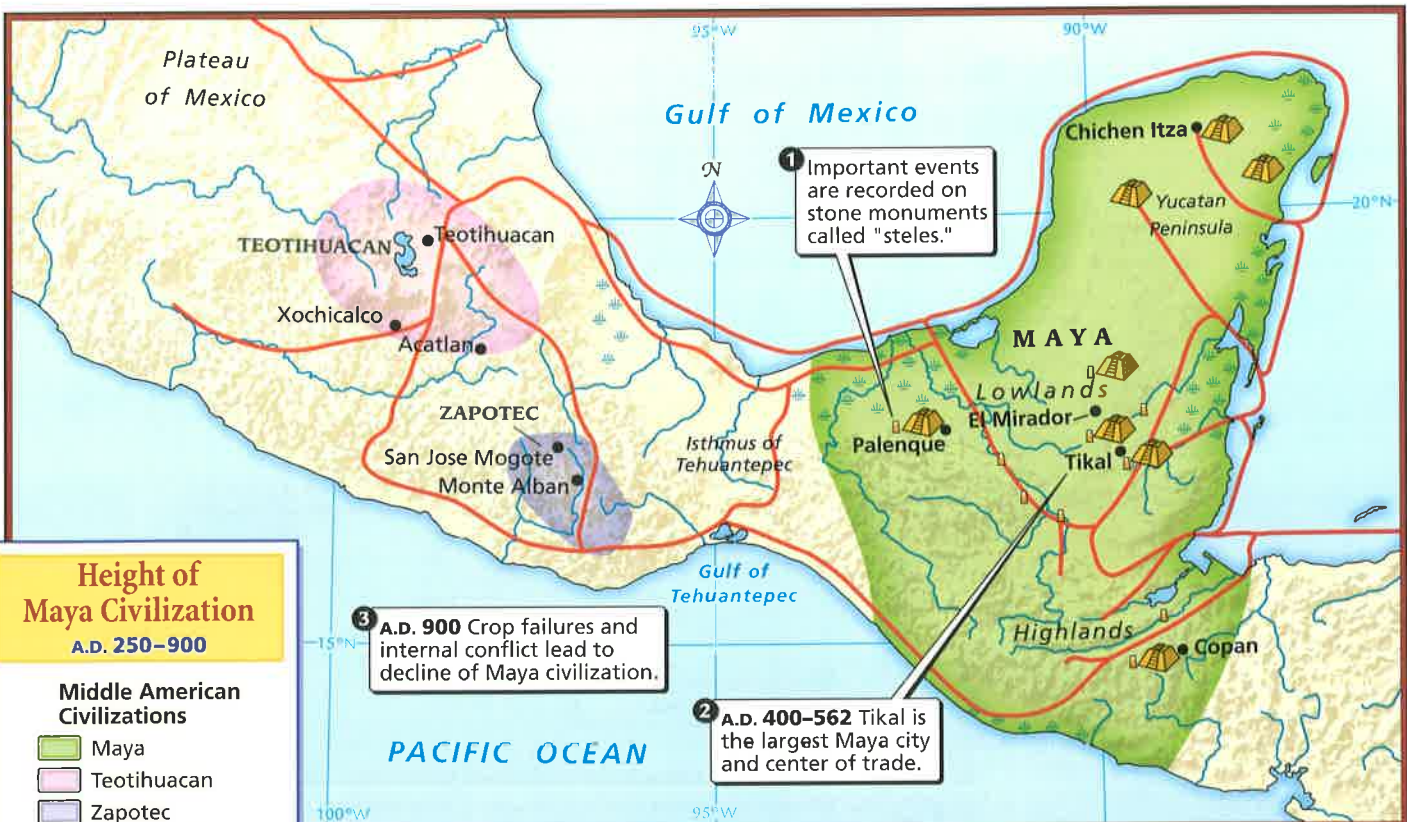 95°W
90°W
Plateau
of Mexico
Gulf of Mexico
Chichen Itza
N
1
Important events
are recorded on
stone monuments
called "steles."
20°N
Yucatan
Peninsula
TEOTIHUACAN
Teotihuacan
Xochicalco
Acatlan
MAYA
Lowlands
El Mirador
Palenque
Tikal
ZAPOTEC
San Jose Mogote
Monte Alban
Isthmus of
Tehuantepec
Gulf of
Tehuantepec
Height of
Maya Civilization
A.D. 250–900
Middle American
Civilizations
Maya
Teotihuacan
Zapotec
15°N
3
A.D. 900 Crop failures and
internal conflict lead to
decline of Maya civilization.
Highlands
Copan
2
A.D. 400–562 Tikal is
the largest Maya city
and center of trade.
PACIFIC OCEAN
100°W
95°W